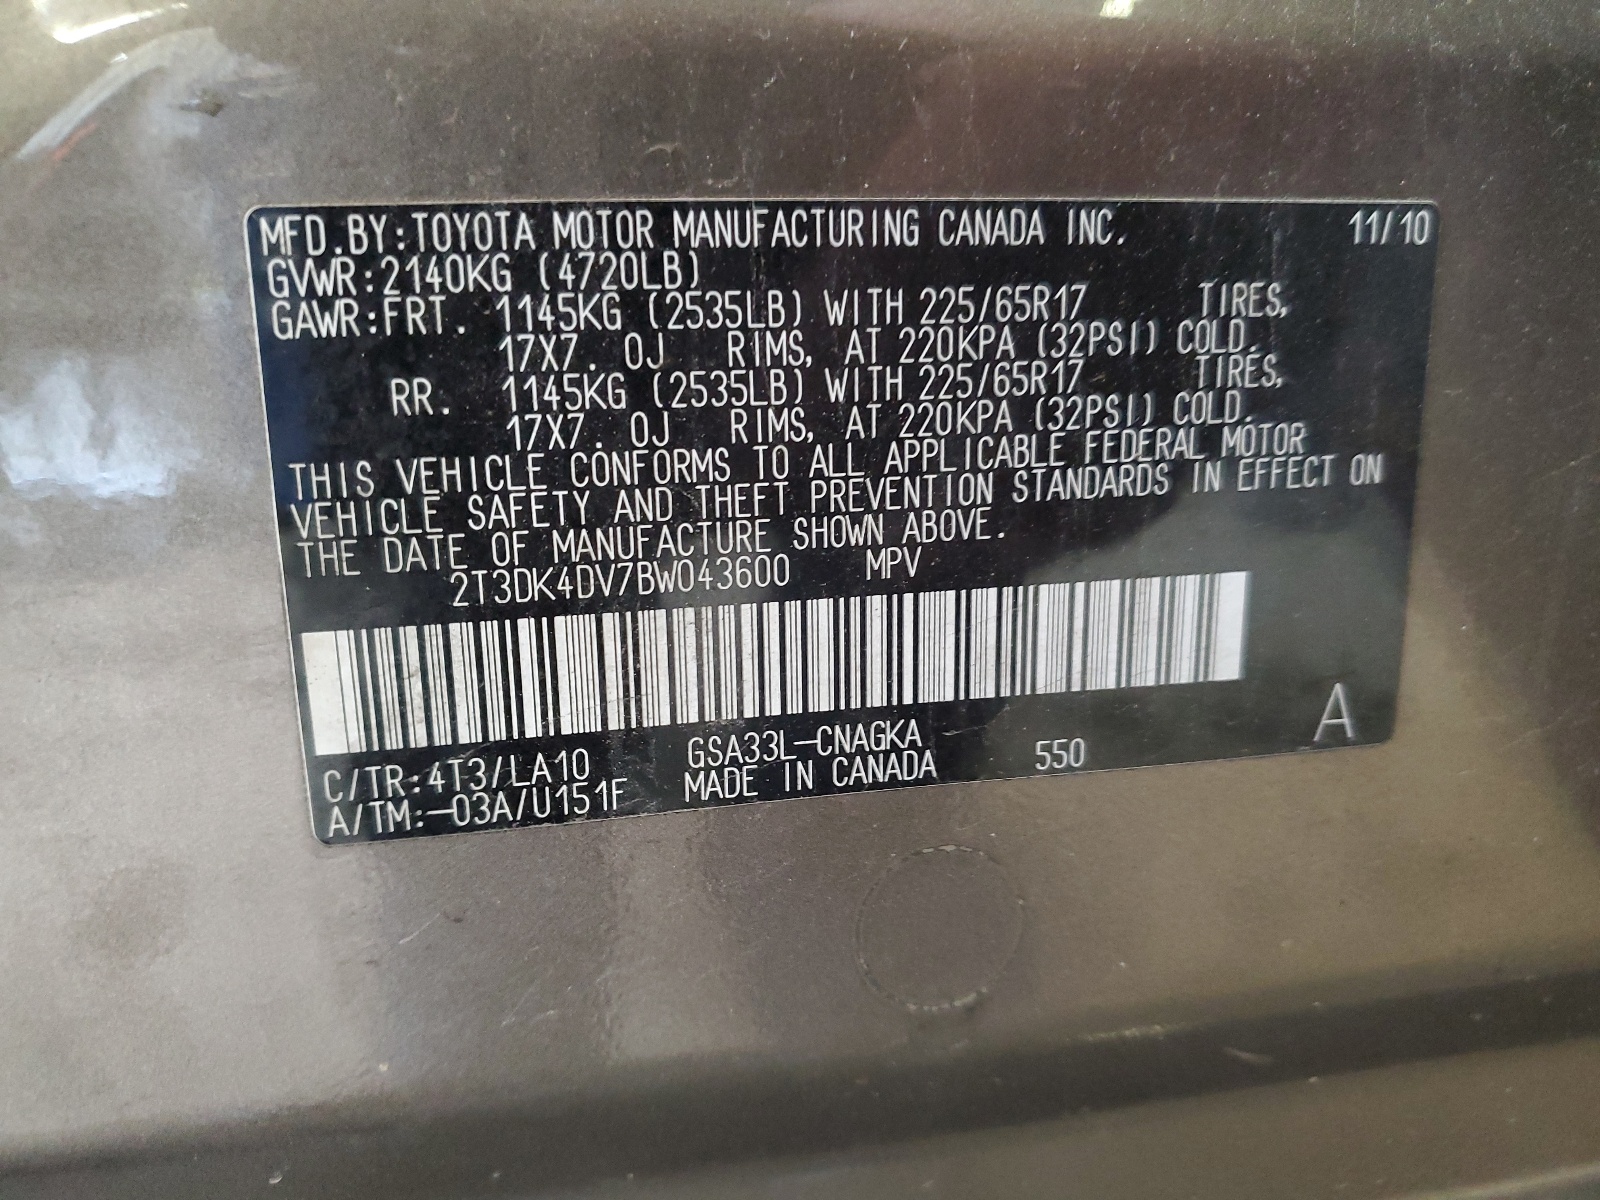 MFD.BY:TOYOTA MOTOR MANUFACTURING CANADA INC. 11/10
GVWR:2140KG (4720LB)
GAWR:FRT. 1145KG (2535LB) WITH 225/65R17 TIRES,
17X7. 0J RIMS, AT 220KPA (32PSI) COLD.
RR. 1145KG (2535LB) WITH 225/65R17 TIRES,
17X7. 0J RIMS, AT 220KPA (32PSI) COLD.
THIS VEHICLE CONFORMS TO ALL APPLICABLE FEDERAL MOTOR
VEHICLE SAFETY AND THEFT PREVENTION STANDARDS IN EFFECT ON
THE DATE OF MANUFACTURE SHOWN ABOVE.
2T3DK4DV7BW043600 MPV
C/TR:4T3/LA10 GSA33L-CNAGKA 550 A
A/TM:-03A/U151F MADE IN CANADA